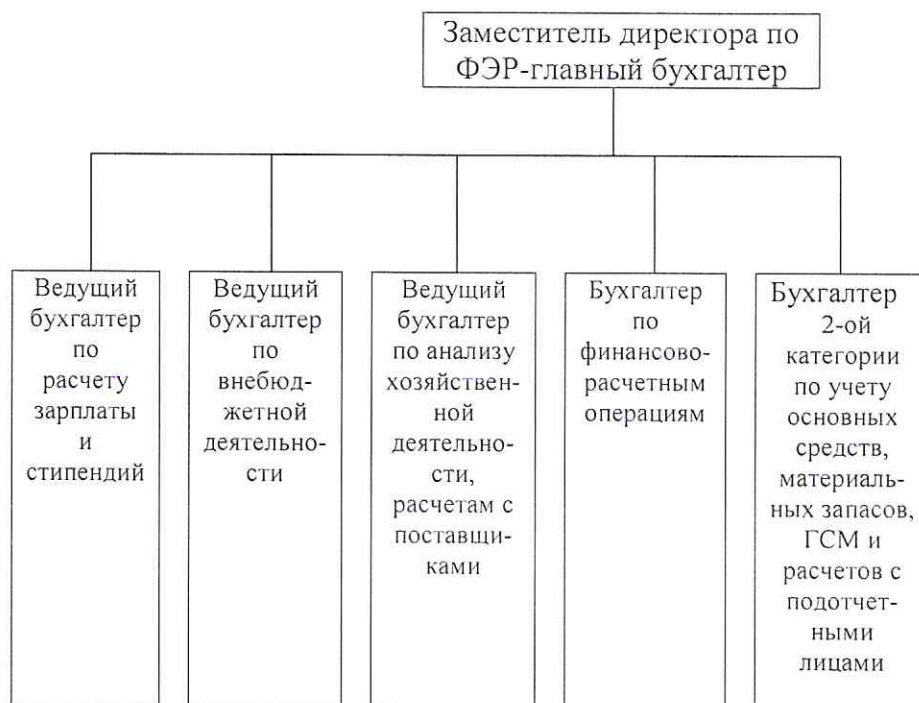 Заместитель директора по
ФЭР-главный бухгалтер
Ведущий
бухгалтер
по
расчету
зарплаты
и
стипендий
Ведущий
бухгалтер
по
внебюд-
жетной
деятельно-
сти
Ведущий
бухгалтер
по анализу
хозяйствен-
ной
деятельно-
сти,
расчетам с
поставщи-
ками
Бухгалтер
по
финансово-
расчетным
операциям
Бухгалтер
2-ой
категории
по учету
основных
средств,
материаль-
ных запасов,
ГСМ и
расчетов с
подотчет-
ными
лицами